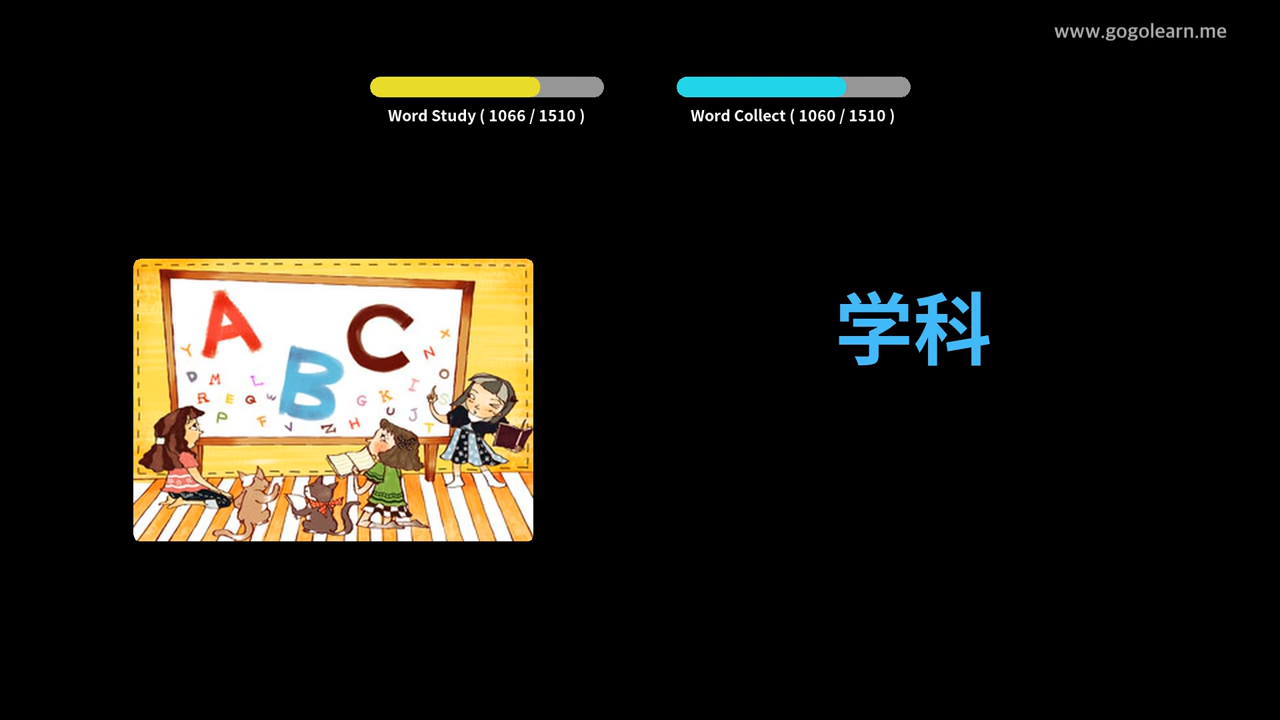 www.gogolearn.me
Word Study ( 1066 / 1510 )
Word Collect ( 1060 / 1510 )
学科
A
B
C
Y
X
N
D M L
O
R E Q W
G K I
S
P
F V Z H U J T